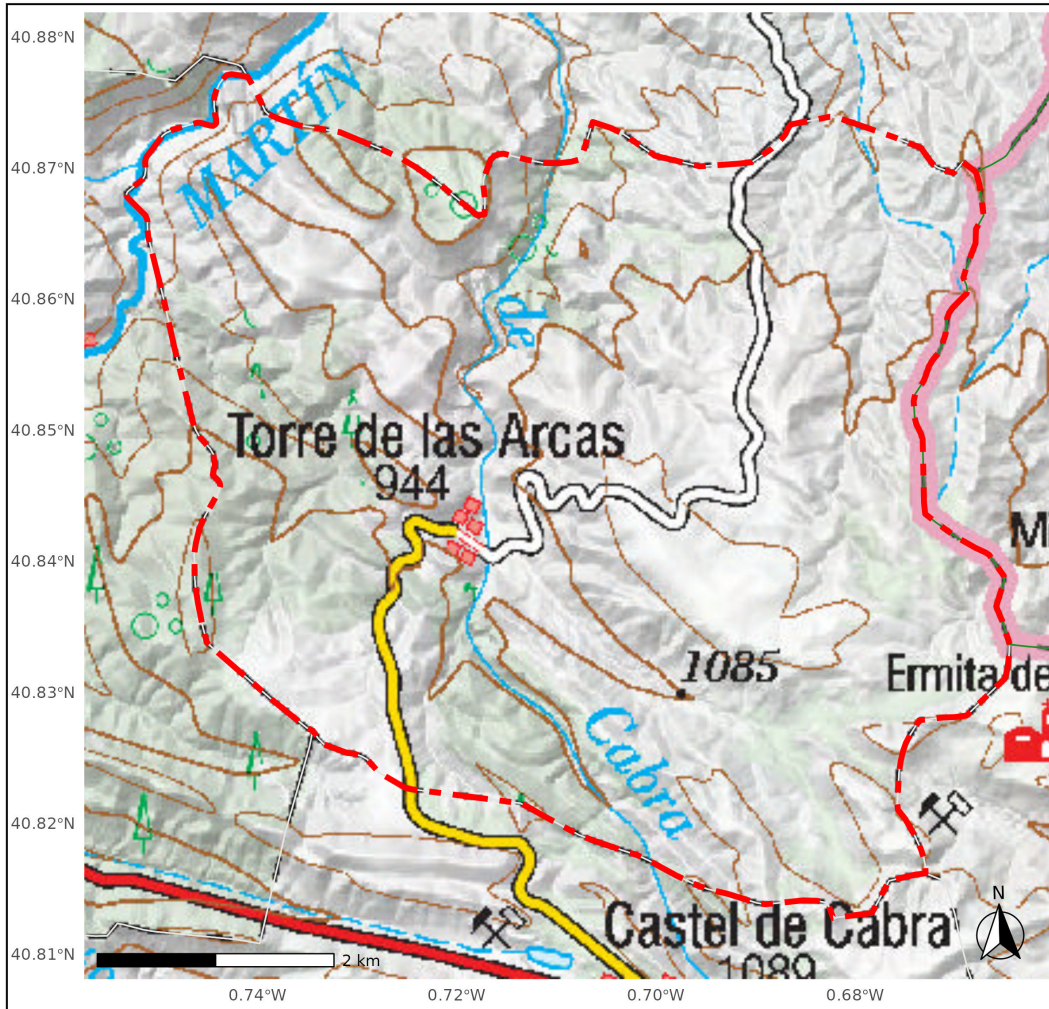 40.88°N
MARTÍN
40.87°N
40.86°N
de
40.85°N
Torre de las Arcas
944
40.84°N
M
1085
Ermita de
40.83°N
Cabra
40.82°N
Castel de Cabra
1089
N
40.81°N
2 km
0.74°W
0.72°W
0.70°W
0.68°W